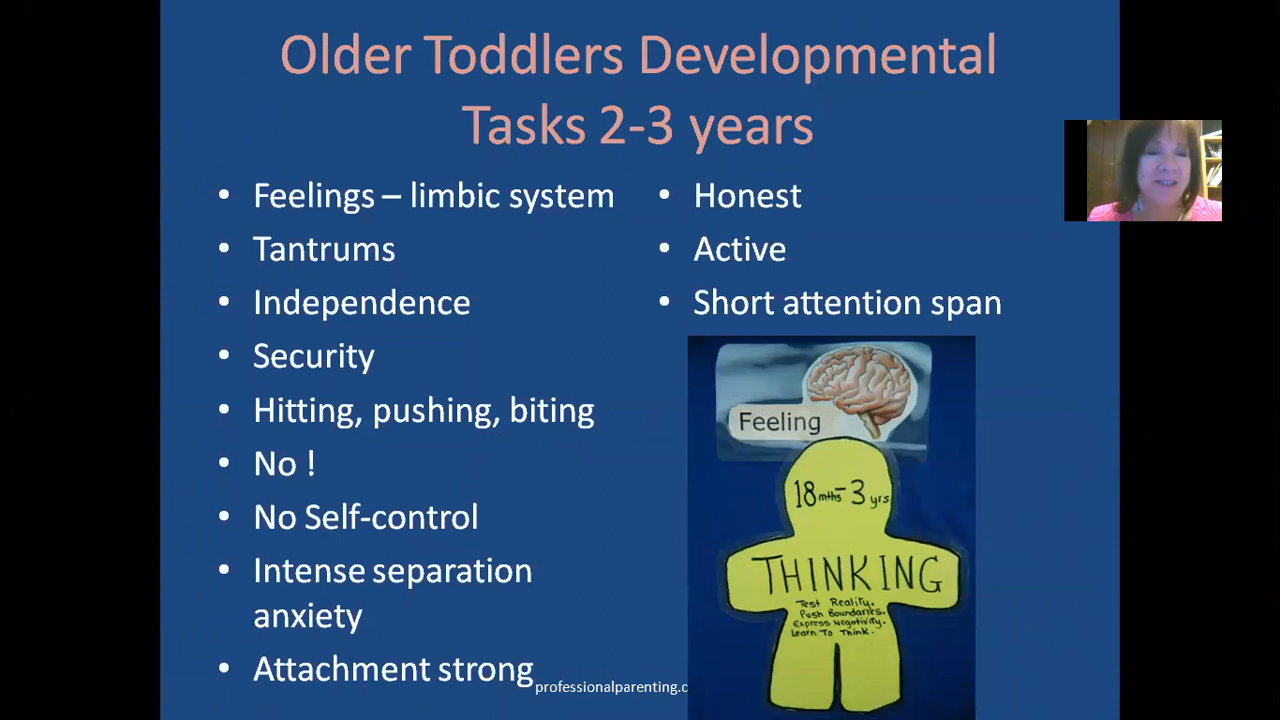 Older Toddlers Developmental
Tasks 2-3 years
• Feelings – limbic system
• Tantrums
• Independence
• Security
• Hitting, pushing, biting
• No !
• No Self-control
• Intense separation
anxiety
• Attachment strong
• Honest
• Active
• Short attention span
Feeling
18 mths - 3 yrs
THINKING
Test Reality.
Push Boundaries.
Express Negativity.
Learn To Think.
professionalparenting.c